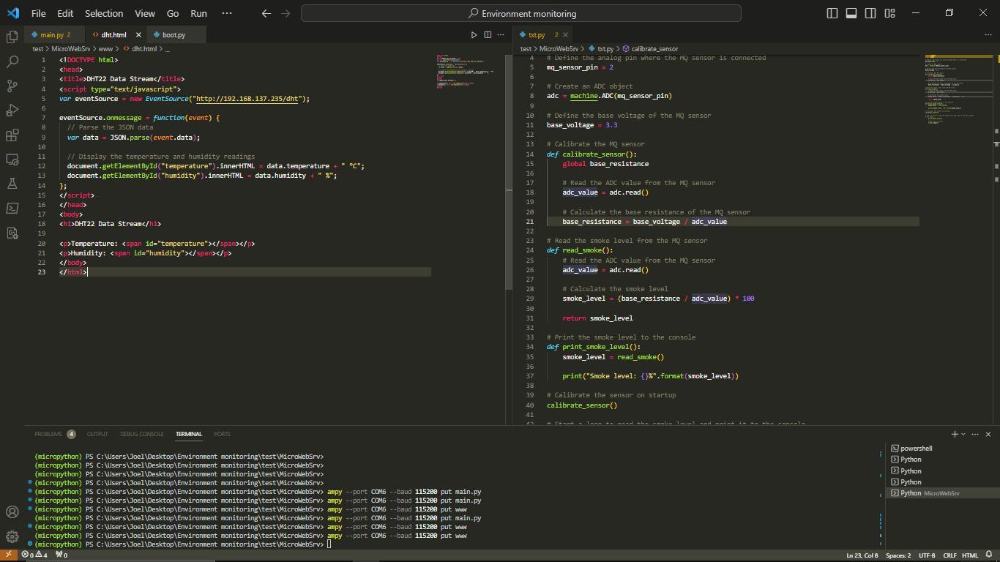 File Edit Selection View Go Run ··· Environment monitoring
main.py 2 dht.html boot.py
test > MicroWebSrv > www > dht.html > ...
1 <!DOCTYPE html>
2 <head>
3 <title>DHT22 Data Stream</title>
4 <script type="text/javascript">
5 var eventSource = new EventSource("http://192.168.137.235/dht");
6
7 eventSource.onmessage = function(event) {
8 // Parse the JSON data
9 var data = JSON.parse(event.data);
10
11 // Display the temperature and humidity readings
12 document.getElementById("temperature").innerHTML = data.temperature + " °C";
13 document.getElementById("humidity").innerHTML = data.humidity + " %";
14 };
15 </script>
16 </head>
17 <body>
18 <h1>DHT22 Data Stream</h1>
19
20 <p>Temperature: <span id="temperature"></span></p>
21 <p>Humidity: <span id="humidity"></span></p>
22 </body>
23 </html>
txt.py 2
test > MicroWebSrv > txt.py > calibrate_sensor
4 # Define the analog pin where the MQ sensor is connected
5 mq_sensor_pin = 2
6
7 # Create an ADC object
8 adc = machine.ADC(mq_sensor_pin)
9
10 # Define the base voltage of the MQ sensor
11 base_voltage = 3.3
12
13 # Calibrate the MQ sensor
14 def calibrate_sensor():
15 global base_resistance
16
17 # Read the ADC value from the MQ sensor
18 adc_value = adc.read()
19
20 # Calculate the base resistance of the MQ sensor
21 base_resistance = base_voltage / adc_value
22
23 # Read the smoke level from the MQ sensor
24 def read_smoke():
25 # Read the ADC value from the MQ sensor
26 adc_value = adc.read()
27
28 # Calculate the smoke level
29 smoke_level = (base_resistance / adc_value) * 100
30
31 return smoke_level
32
33 # Print the smoke level to the console
34 def print_smoke_level():
35 smoke_level = read_smoke()
36
37 print("Smoke level: {}%".format(smoke_level))
38
39 # Calibrate the sensor on startup
40 calibrate_sensor()
41
42 # Start a loop to read the smoke level and print it to the console
PROBLEMS 4 OUTPUT DEBUG CONSOLE TERMINAL PORTS
(micropython) PS C:\Users\Joel\Desktop\Environment monitoring\test\MicroWebSrv>
(micropython) PS C:\Users\Joel\Desktop\Environment monitoring\test\MicroWebSrv>
(micropython) PS C:\Users\Joel\Desktop\Environment monitoring\test\MicroWebSrv>
(micropython) PS C:\Users\Joel\Desktop\Environment monitoring\test\MicroWebSrv>
(micropython) PS C:\Users\Joel\Desktop\Environment monitoring\test\MicroWebSrv> ampy --port COM6 --baud 115200 put main.py
(micropython) PS C:\Users\Joel\Desktop\Environment monitoring\test\MicroWebSrv> ampy --port COM6 --baud 115200 put main.py
(micropython) PS C:\Users\Joel\Desktop\Environment monitoring\test\MicroWebSrv> ampy --port COM6 --baud 115200 put www
(micropython) PS C:\Users\Joel\Desktop\Environment monitoring\test\MicroWebSrv> ampy --port COM6 --baud 115200 put main.py
(micropython) PS C:\Users\Joel\Desktop\Environment monitoring\test\MicroWebSrv> ampy --port COM6 --baud 115200 put www
(micropython) PS C:\Users\Joel\Desktop\Environment monitoring\test\MicroWebSrv> ampy --port COM6 --baud 115200 put www
(micropython) PS C:\Users\Joel\Desktop\Environment monitoring\test\MicroWebSrv>
powershell
Python
Python
Python
Python MicroWebSrv
0 4 0 Ln 23, Col 8 Spaces: 2 UTF-8 CRLF HTML